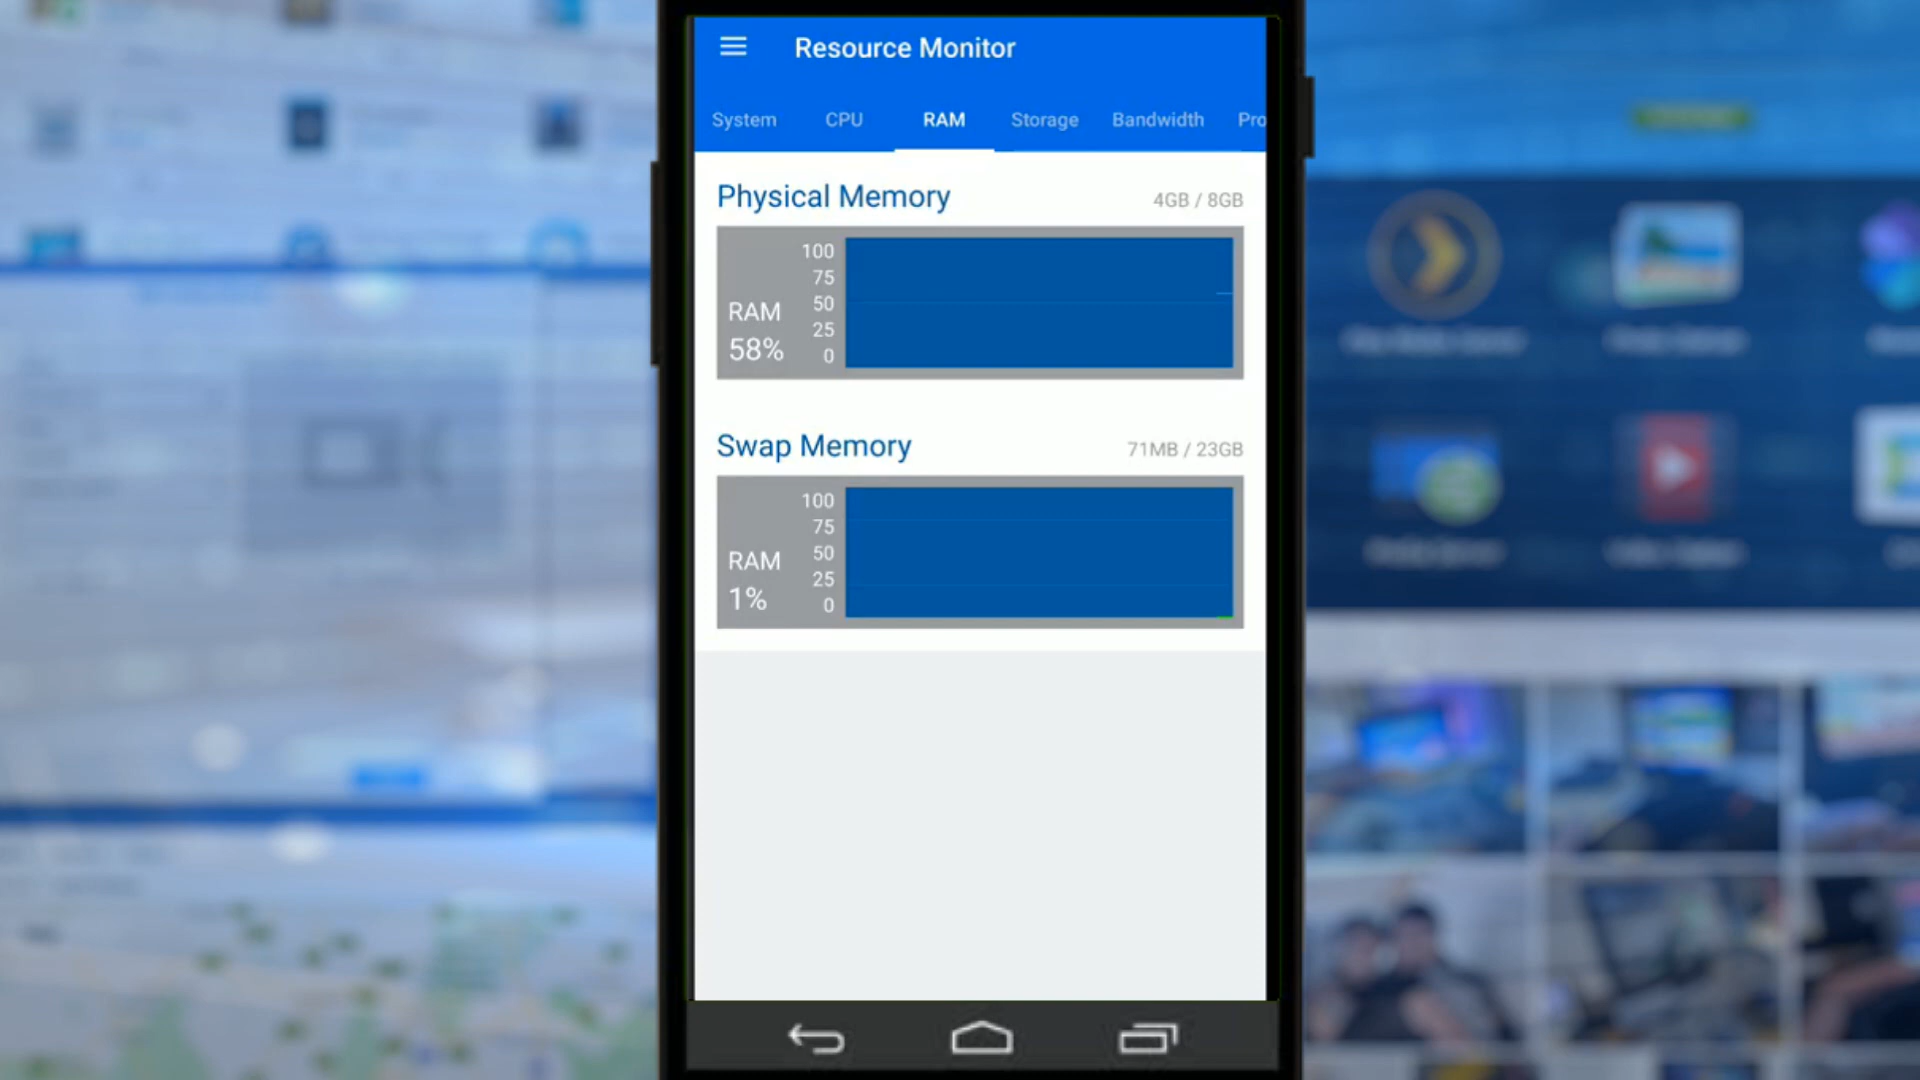 Resource Monitor
System CPU RAM Storage Bandwidth Pro
Physical Memory 4GB / 8GB
100
75
50
25
0
RAM
58%
Swap Memory 71MB / 23GB
100
75
50
25
0
RAM
1%